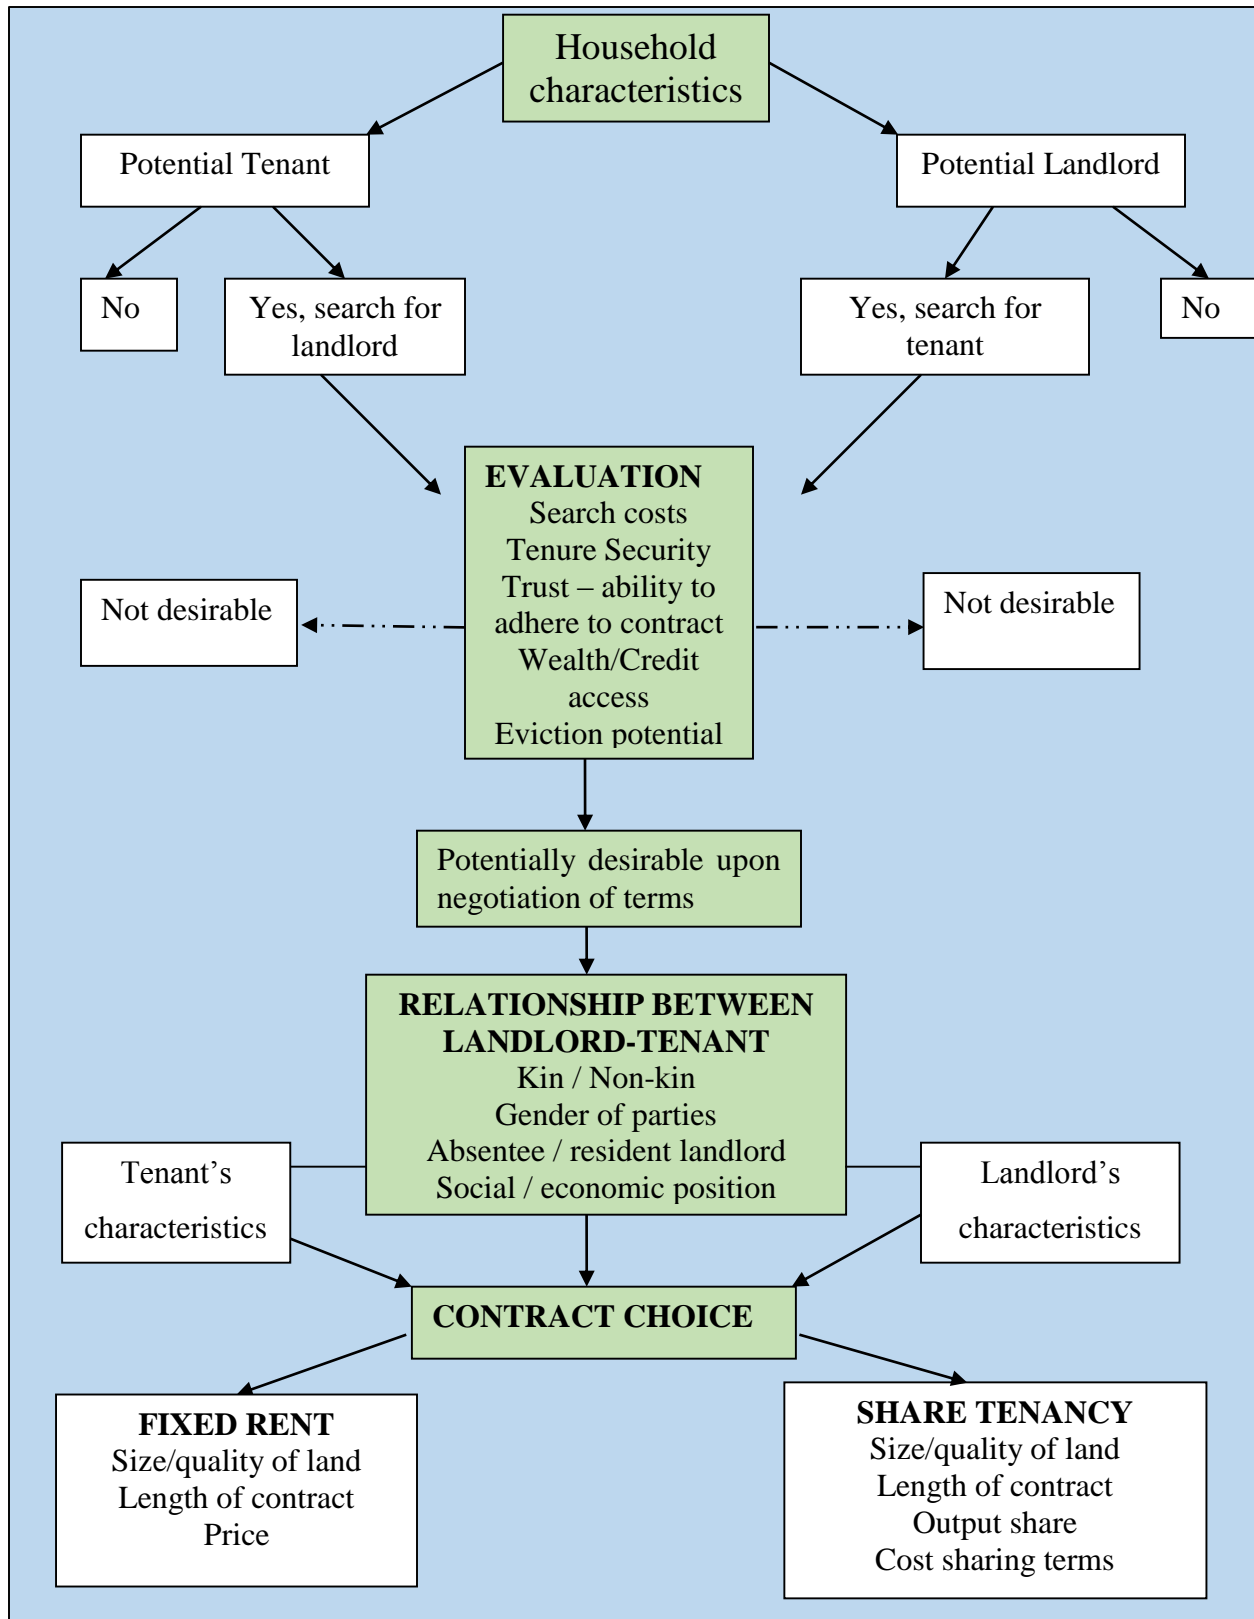 Household
characteristics
Potential Tenant
Potential Landlord
No
Yes, search for
landlord
Yes, search for
tenant
No
EVALUATION
Search costs
Tenure Security
Trust – ability to
adhere to contract
Wealth/Credit
access
Eviction potential
Not desirable
Not desirable
Potentially desirable upon
negotiation of terms
RELATIONSHIP BETWEEN
LANDLORD-TENANT
Kin / Non-kin
Gender of parties
Absentee / resident landlord
Social / economic position
Tenant’s
characteristics
Landlord’s
characteristics
CONTRACT CHOICE
FIXED RENT
Size/quality of land
Length of contract
Price
SHARE TENANCY
Size/quality of land
Length of contract
Output share
Cost sharing terms